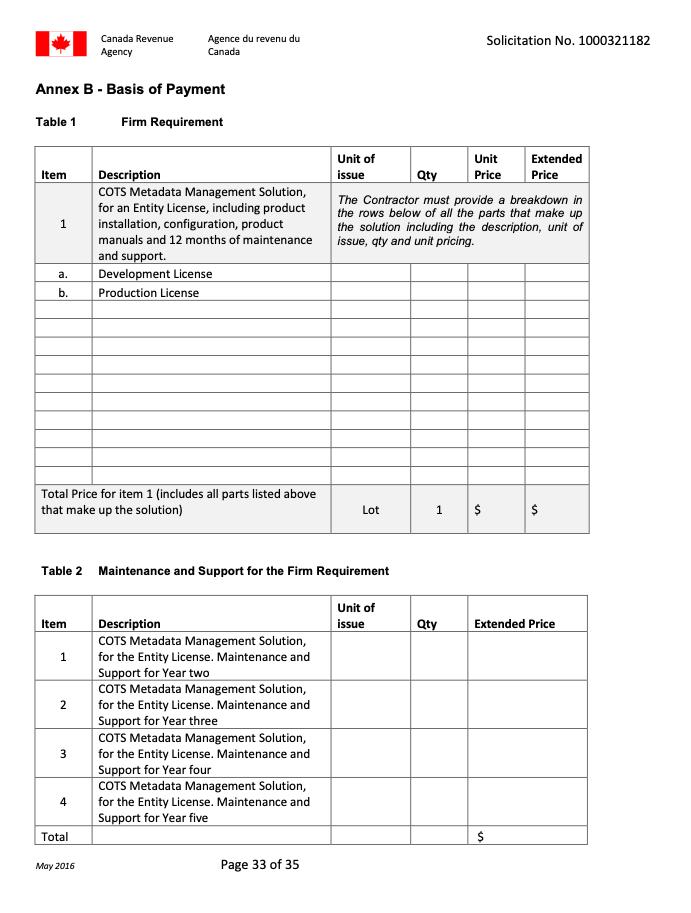 Canada Revenue Agence du revenu du Solicitation No. 1000321182
Agency Canada
Annex B - Basis of Payment
Table 1 Firm Requirement
Unit of Unit Extended
Item Description issue Qty Price Price
COTS Metadata Management Solution,
for an Entity License, including product
1 installation, configuration, product
manuals and 12 months of maintenance
and support.
The Contractor must provide a breakdown in
the rows below of all the parts that make up
the solution including the description, unit of
issue, qty and unit pricing.
a. Development License
b. Production License
Total Price for item 1 (includes all parts listed above
that make up the solution) Lot 1 $ $
Table 2 Maintenance and Support for the Firm Requirement
Unit of
Item Description issue Qty Extended Price
COTS Metadata Management Solution,
1 for the Entity License. Maintenance and
Support for Year two
COTS Metadata Management Solution,
2 for the Entity License. Maintenance and
Support for Year three
COTS Metadata Management Solution,
3 for the Entity License. Maintenance and
Support for Year four
COTS Metadata Management Solution,
4 for the Entity License. Maintenance and
Support for Year five
Total $
May 2016 Page 33 of 35